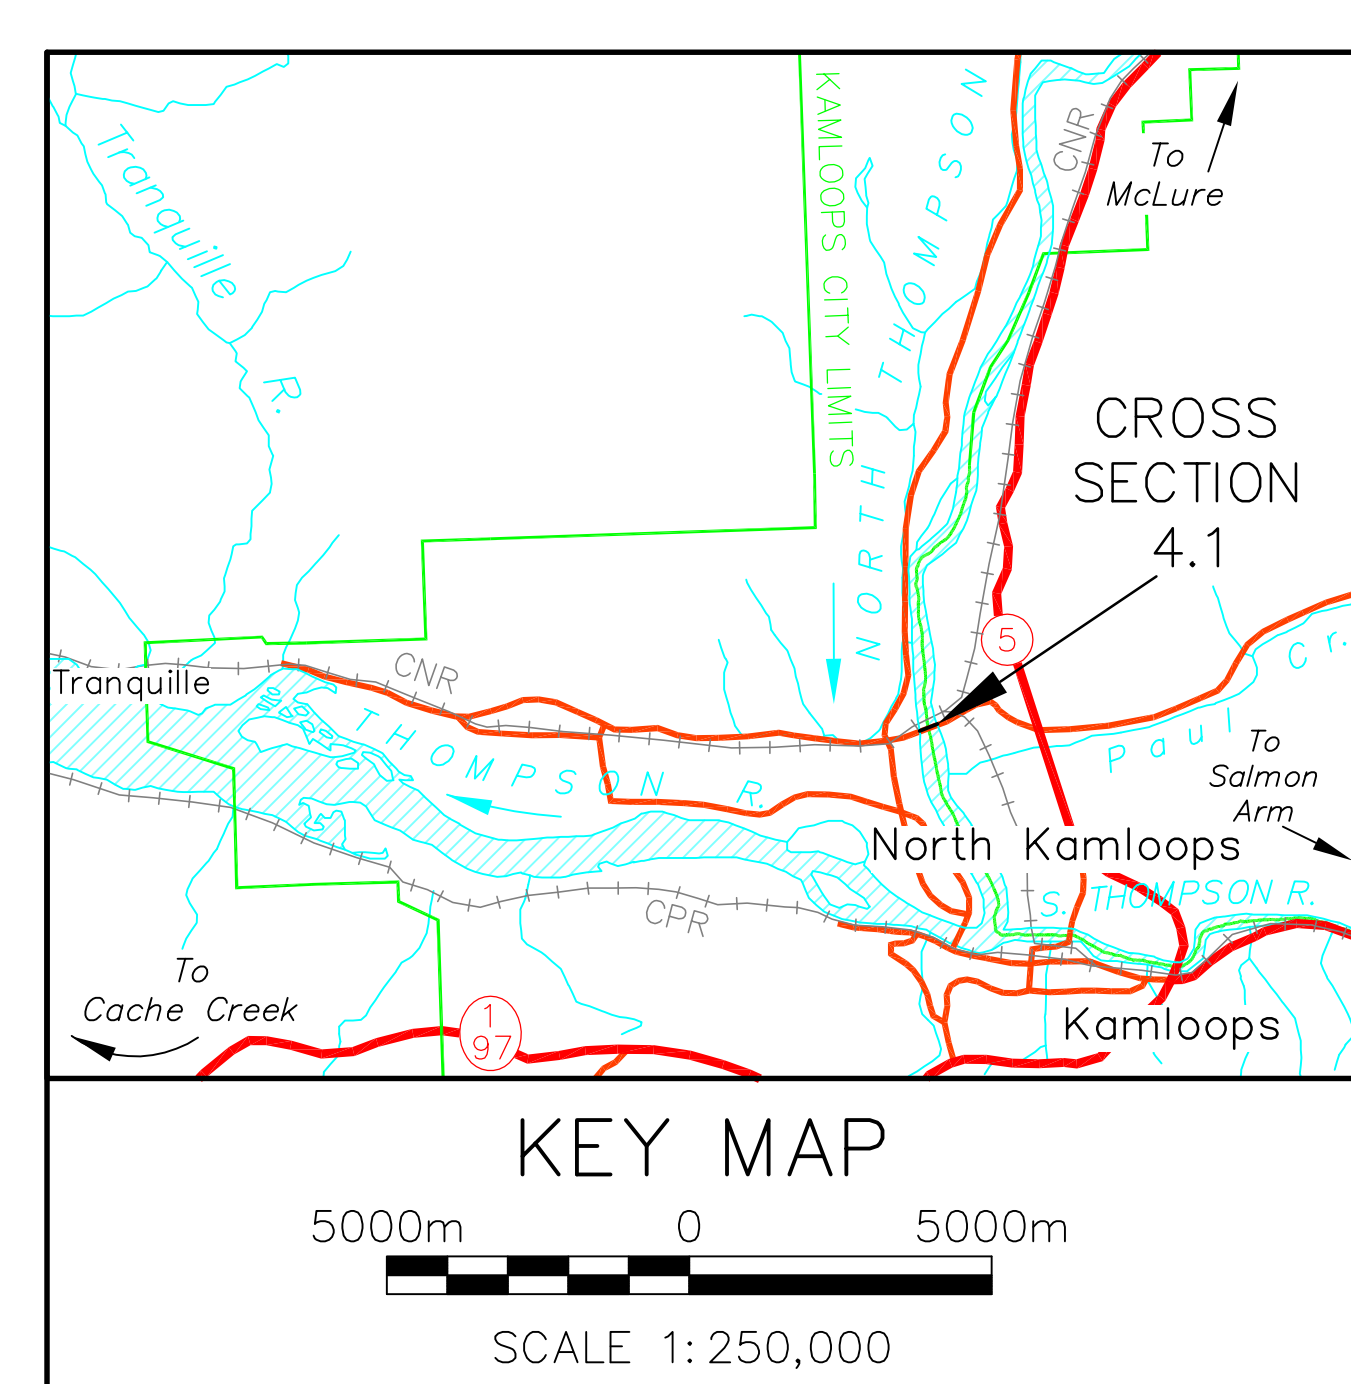 Tranquille
R.
KAMLOOPS CITY LIMITS
NORTH THOMPSON
CNR
To
McLure
CROSS
SECTION
4.1
5
Tranquille
CNR
THOMPSON R.
Paul Cr.
To
Salmon
Arm
North Kamloops
S. THOMPSON R.
CPR
To
Cache Creek
1
97
Kamloops
KEY MAP
5000m 0 5000m
SCALE 1:250,000